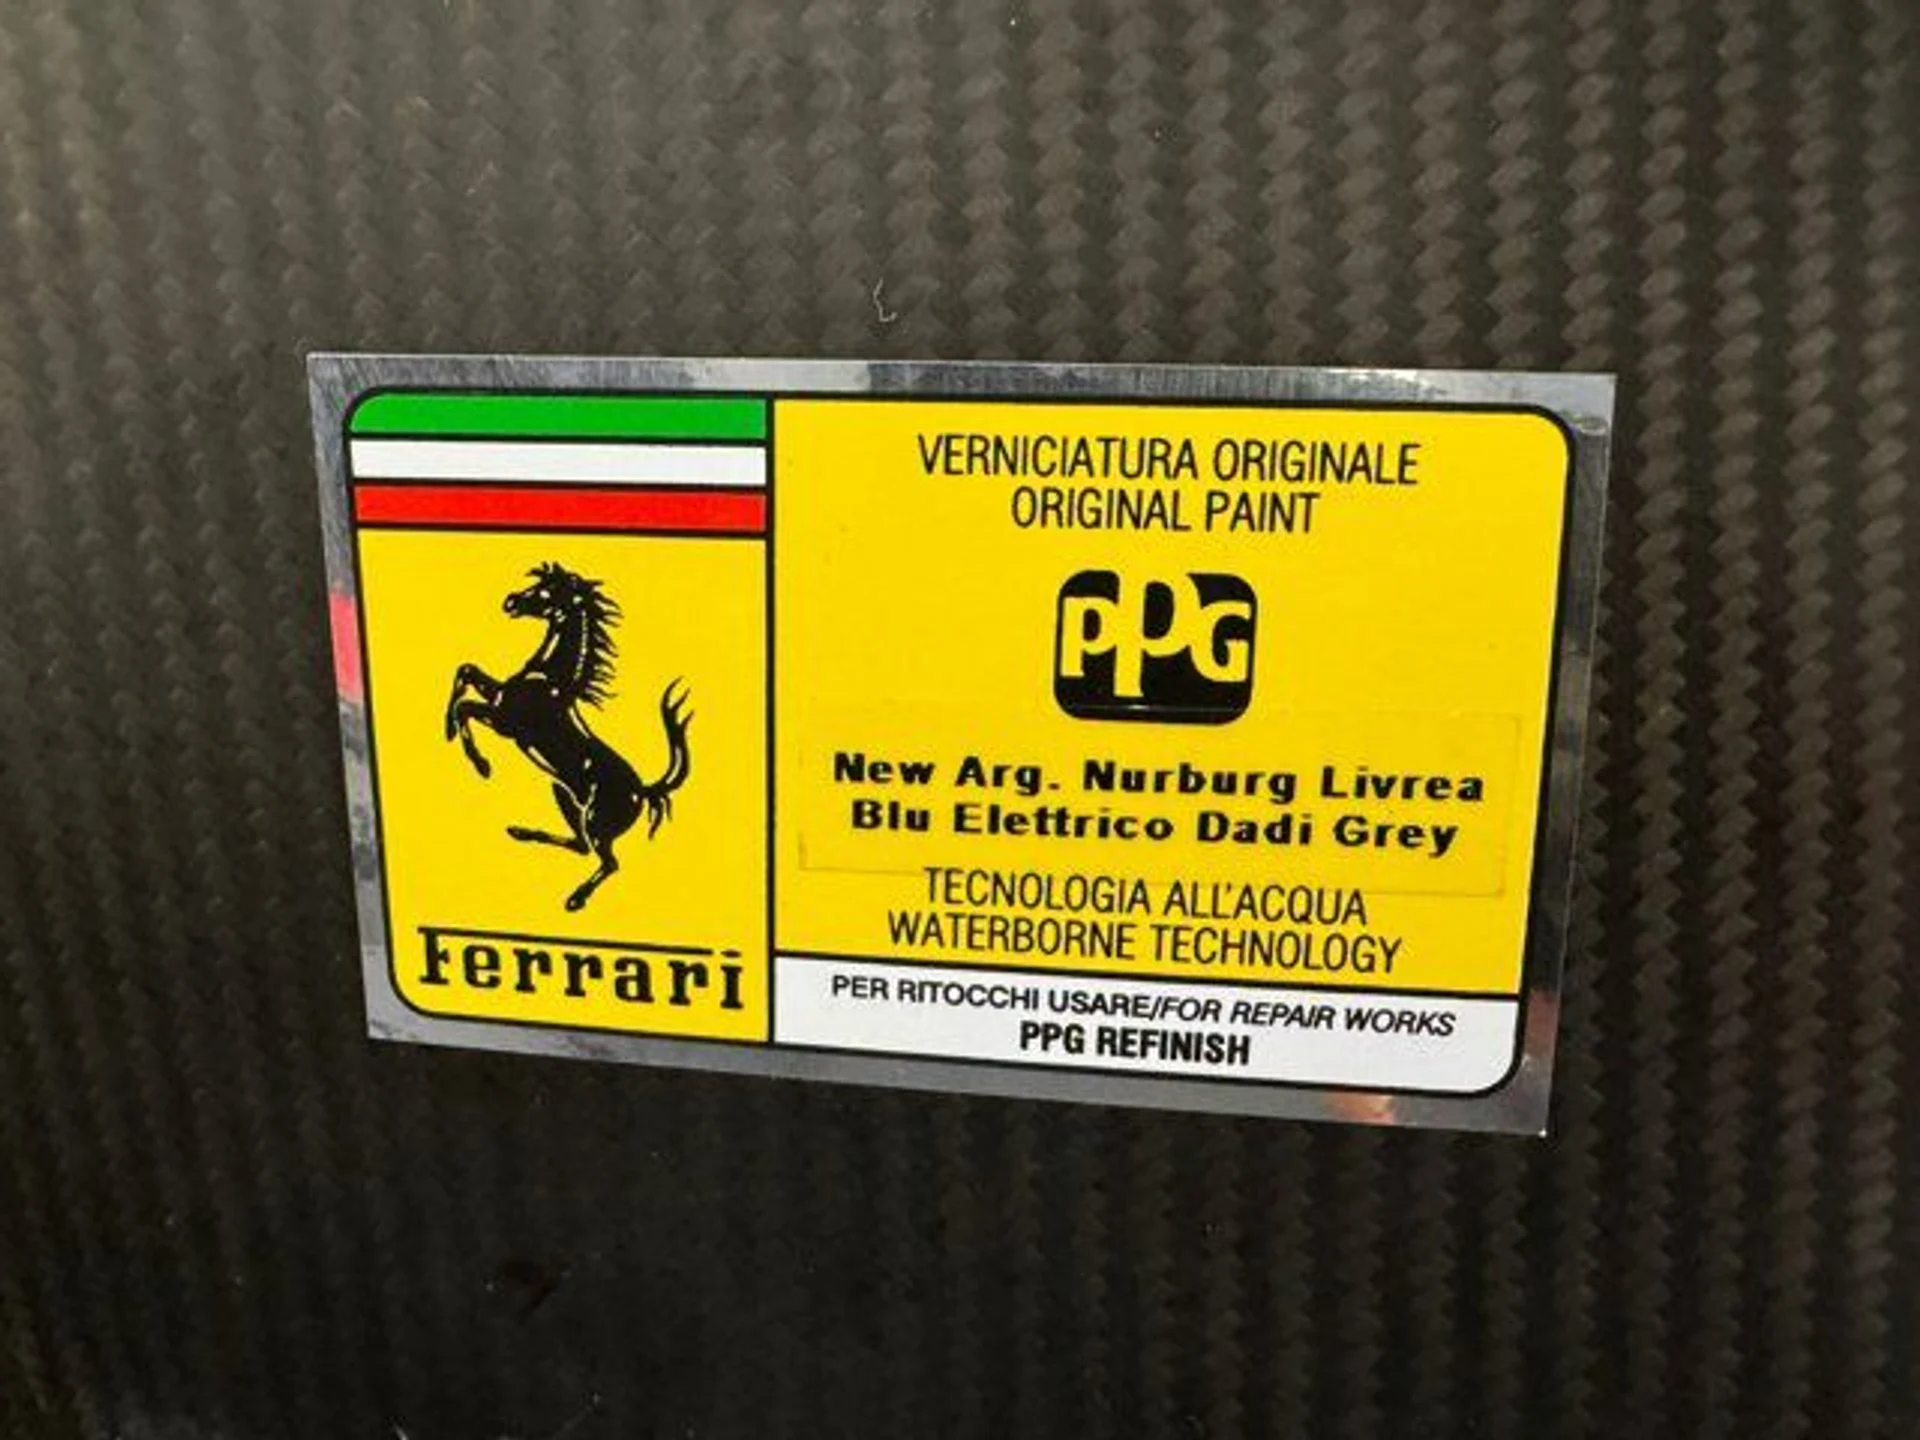 Ferrari
VERNICIATURA ORIGINALE
ORIGINAL PAINT
PPG
New Arg. Nurburg Livrea
Blu Elettrico Dadi Grey
TECNOLOGIA ALL'ACQUA
WATERBORNE TECHNOLOGY
PER RITOCCHI USARE/FOR REPAIR WORKS
PPG REFINISH